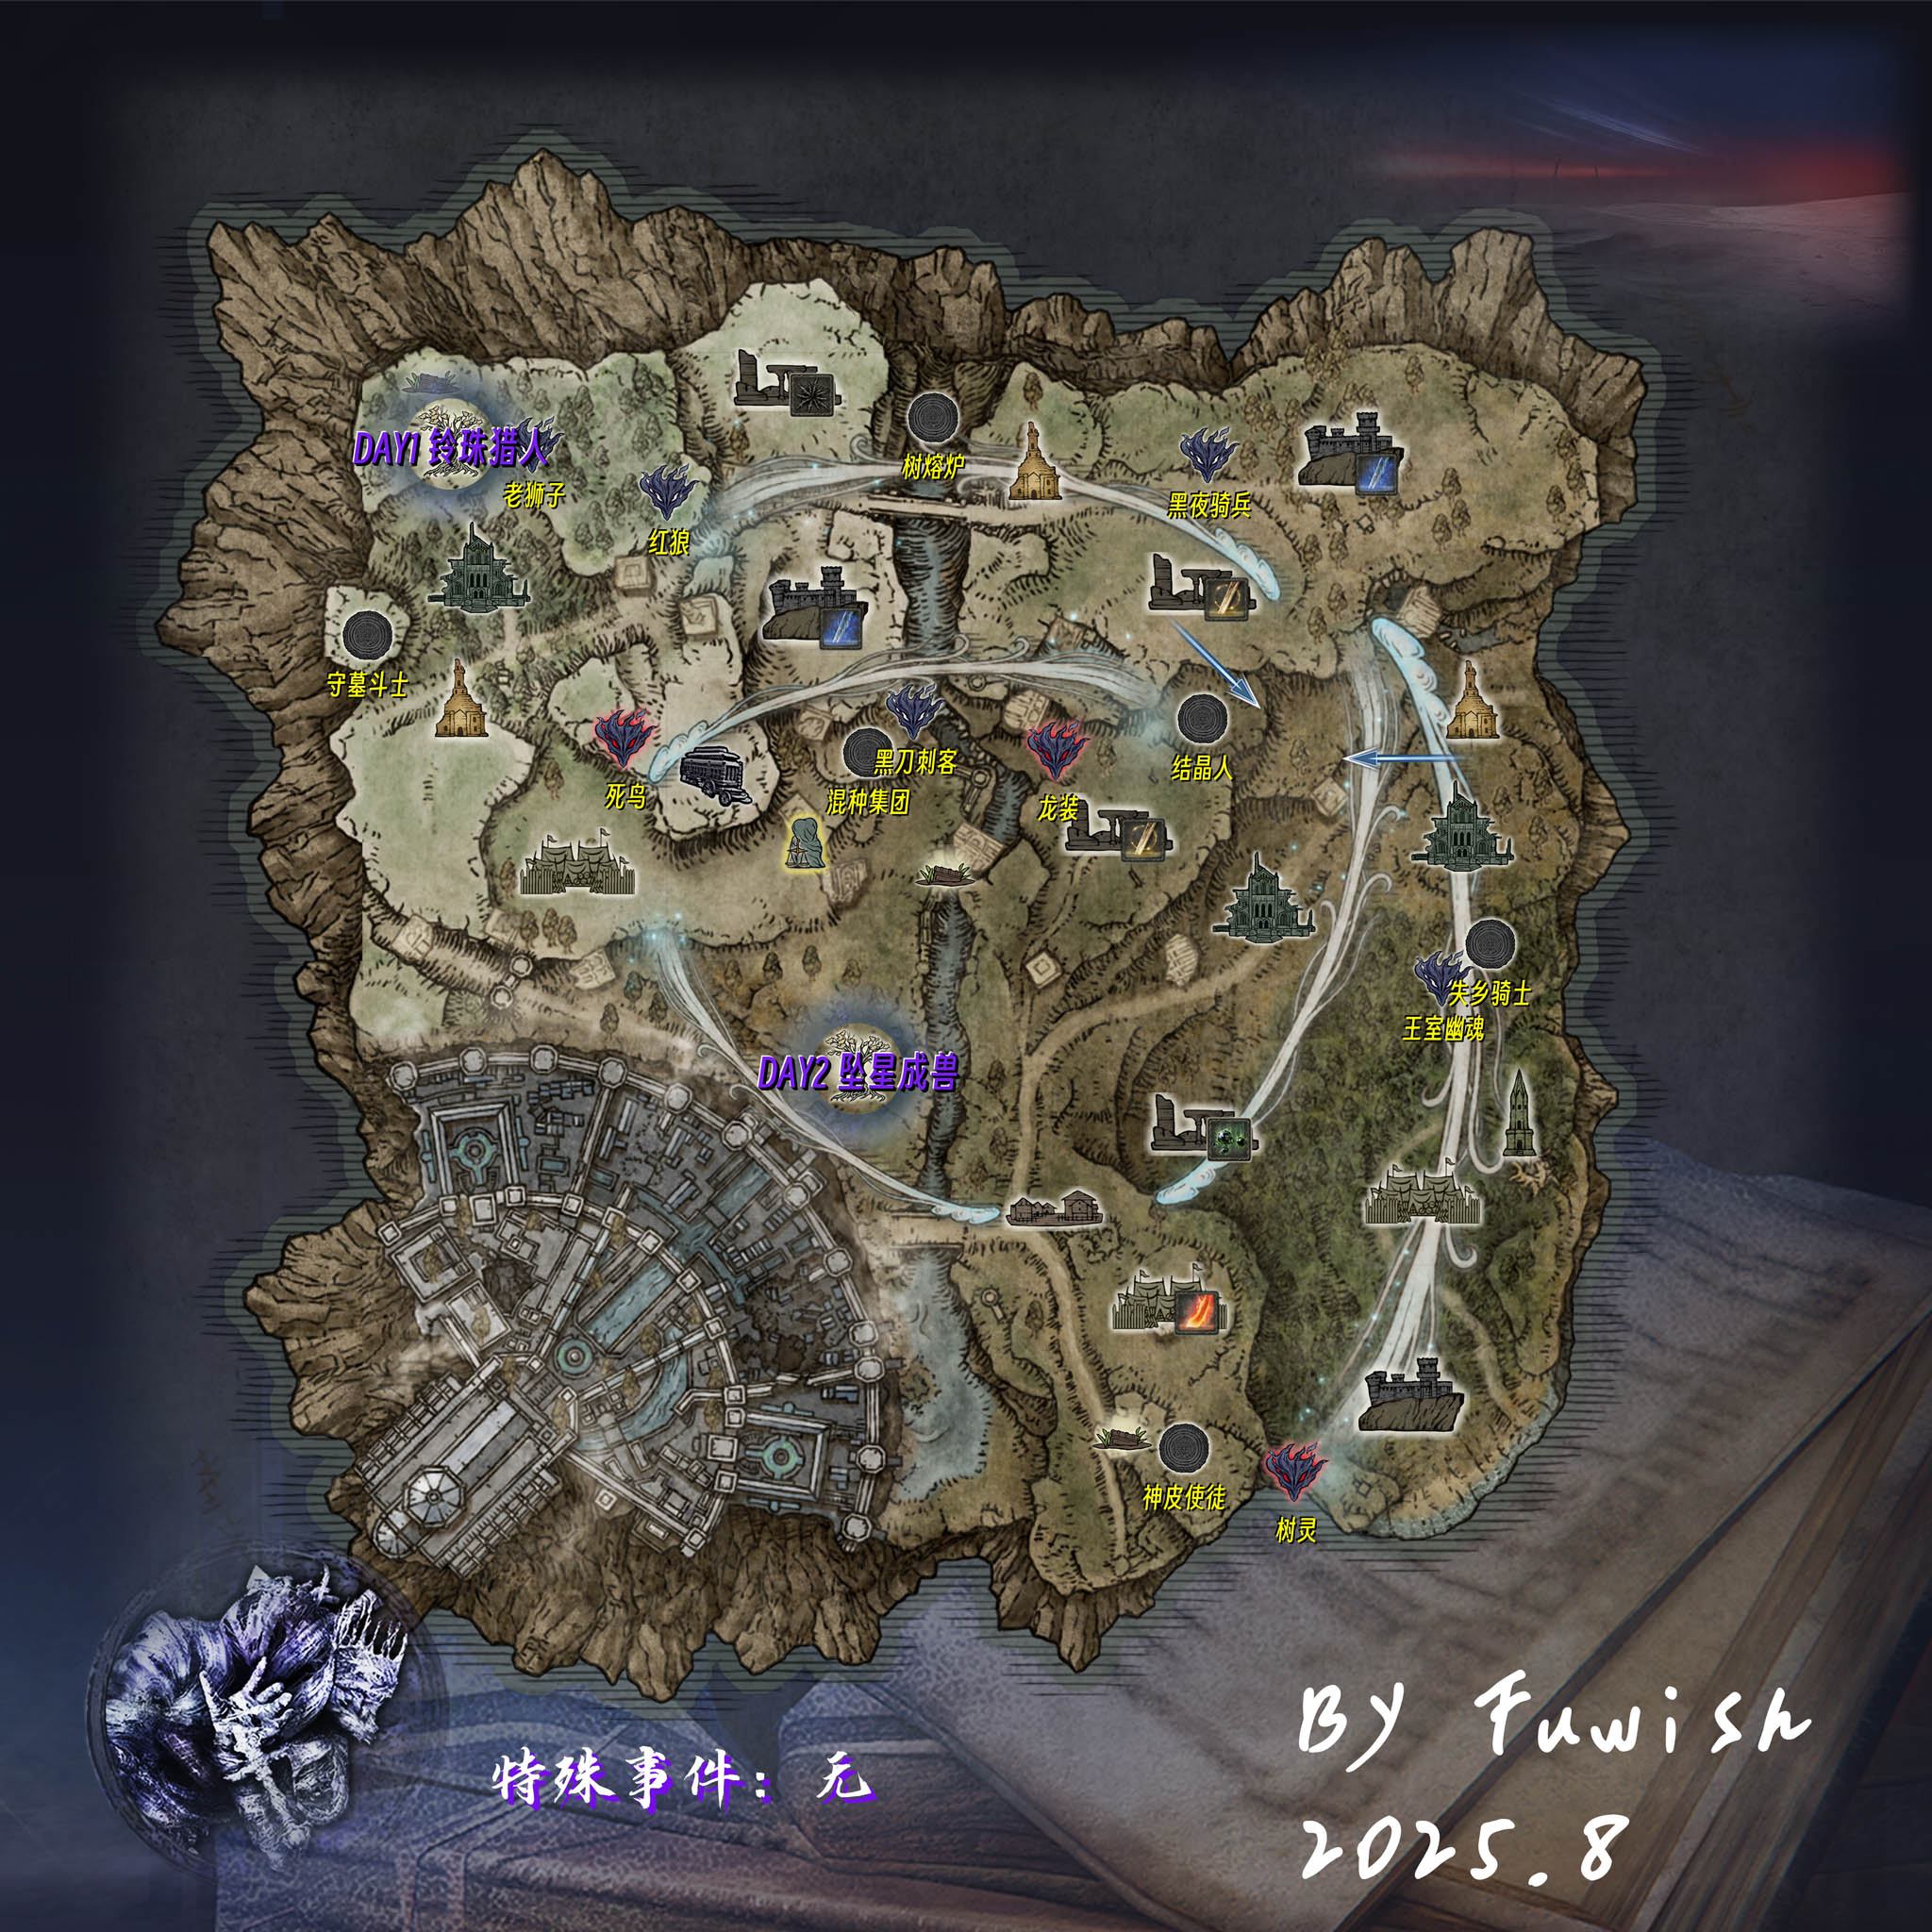 树熔炉
DAY1 铃珠猎人
老狮子
黑夜骑兵
红狼
守墓斗士
黑刀刺客
结晶人
死鸟
混种集团
龙装
失乡骑士
王室幽魂
DAY2 坠星成兽
神皮使徒
树灵
特殊事件：无
By Fuwish
2025.8